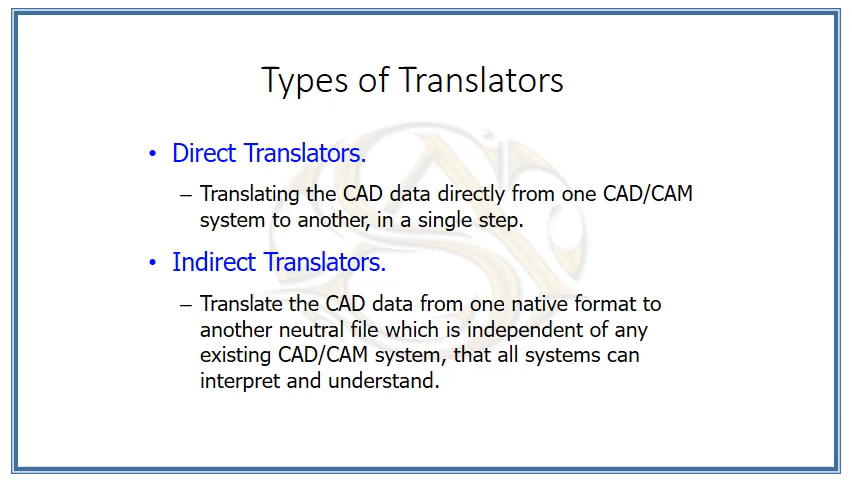 Types of Translators
• Direct Translators.
– Translating the CAD data directly from one CAD/CAM
system to another, in a single step.
• Indirect Translators.
– Translate the CAD data from one native format to
another neutral file which is independent of any
existing CAD/CAM system, that all systems can
interpret and understand.